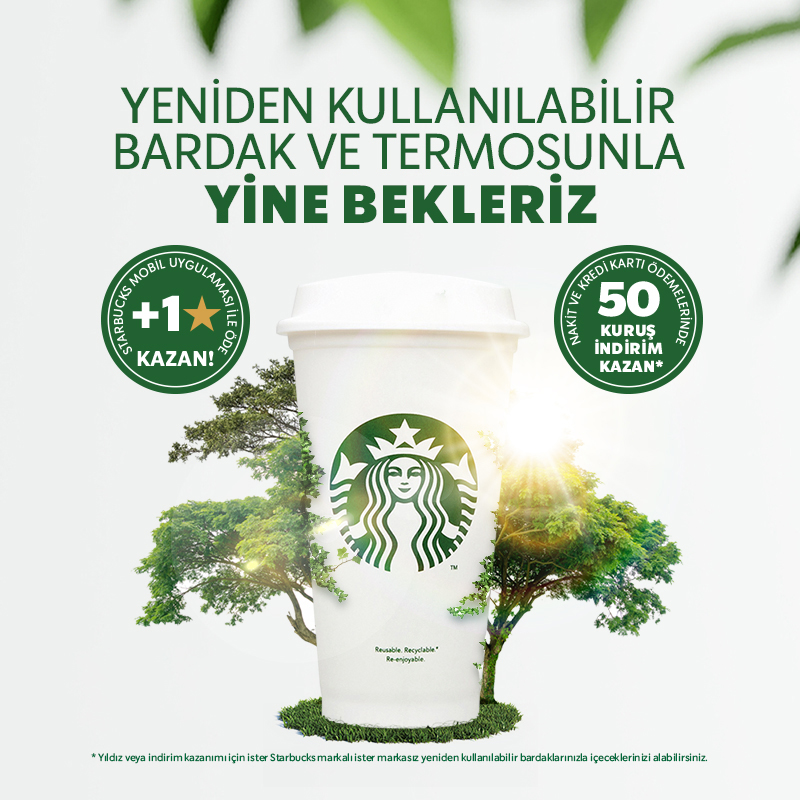 YENİDEN KULLANILABİLİR
BARDAK VE TERMOSUNLA
YİNE BEKLERİZ
STARBUCKS MOBİL UYGULAMASI İLE ÖDE
+1
KAZAN!
NAKİT VE KREDİ KARTI ÖDEMELERİNDE
50
KURUŞ
İNDİRİM
KAZAN*
TM
Reusable. Recyclable.*
Re-enjoyable.
* Yıldız veya indirim kazanımı için ister Starbucks markalı ister markasız yeniden kullanılabilir bardaklarınızla içeceklerinizi alabilirsiniz.